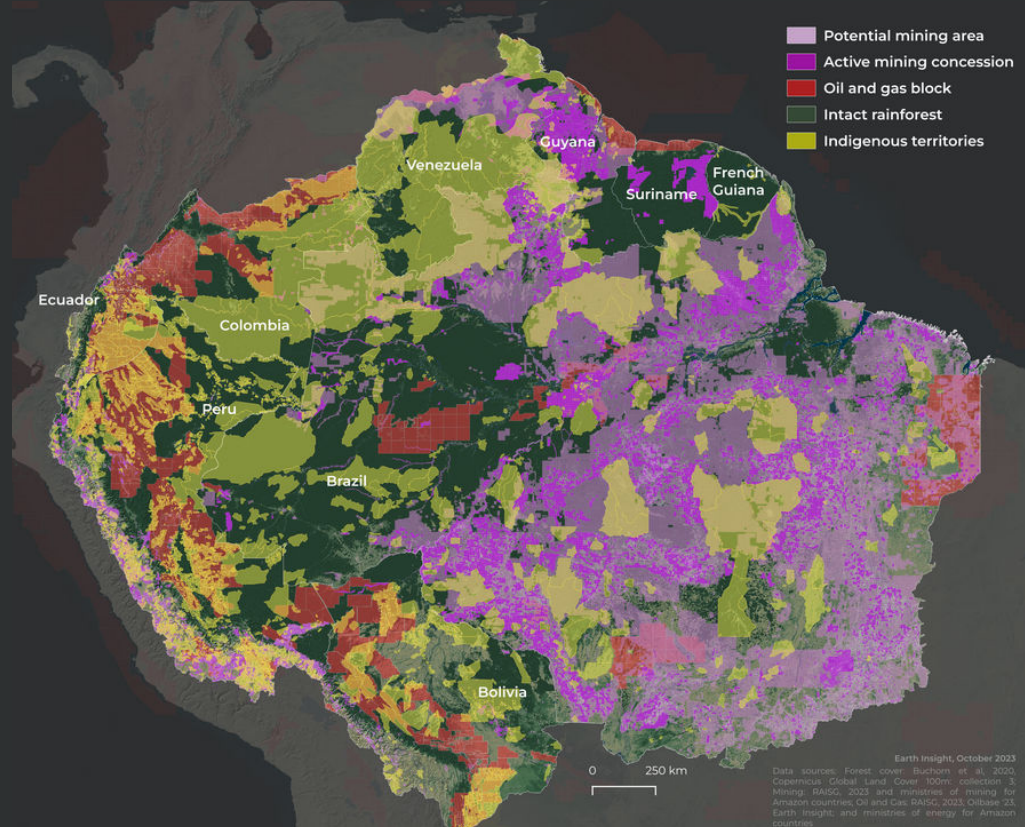 Potential mining area
Active mining concession
Oil and gas block
Intact rainforest
Indigenous territories
Guyana
Venezuela
French
Guiana
Suriname
Ecuador
Colombia
Peru
Brazil
Bolivia
0 250 km
Earth Insight, October 2023
Data sources: Forest cover: Buchorn et al, 2020,
Copernicus Global Land Cover 100m: collection 3;
Mining: RAISG, 2023 and ministries of mining for
Amazon countries; Oil and Gas: RAISG, 2023; Oilbase '23,
Earth Insight; and ministries of energy for Amazon
countries